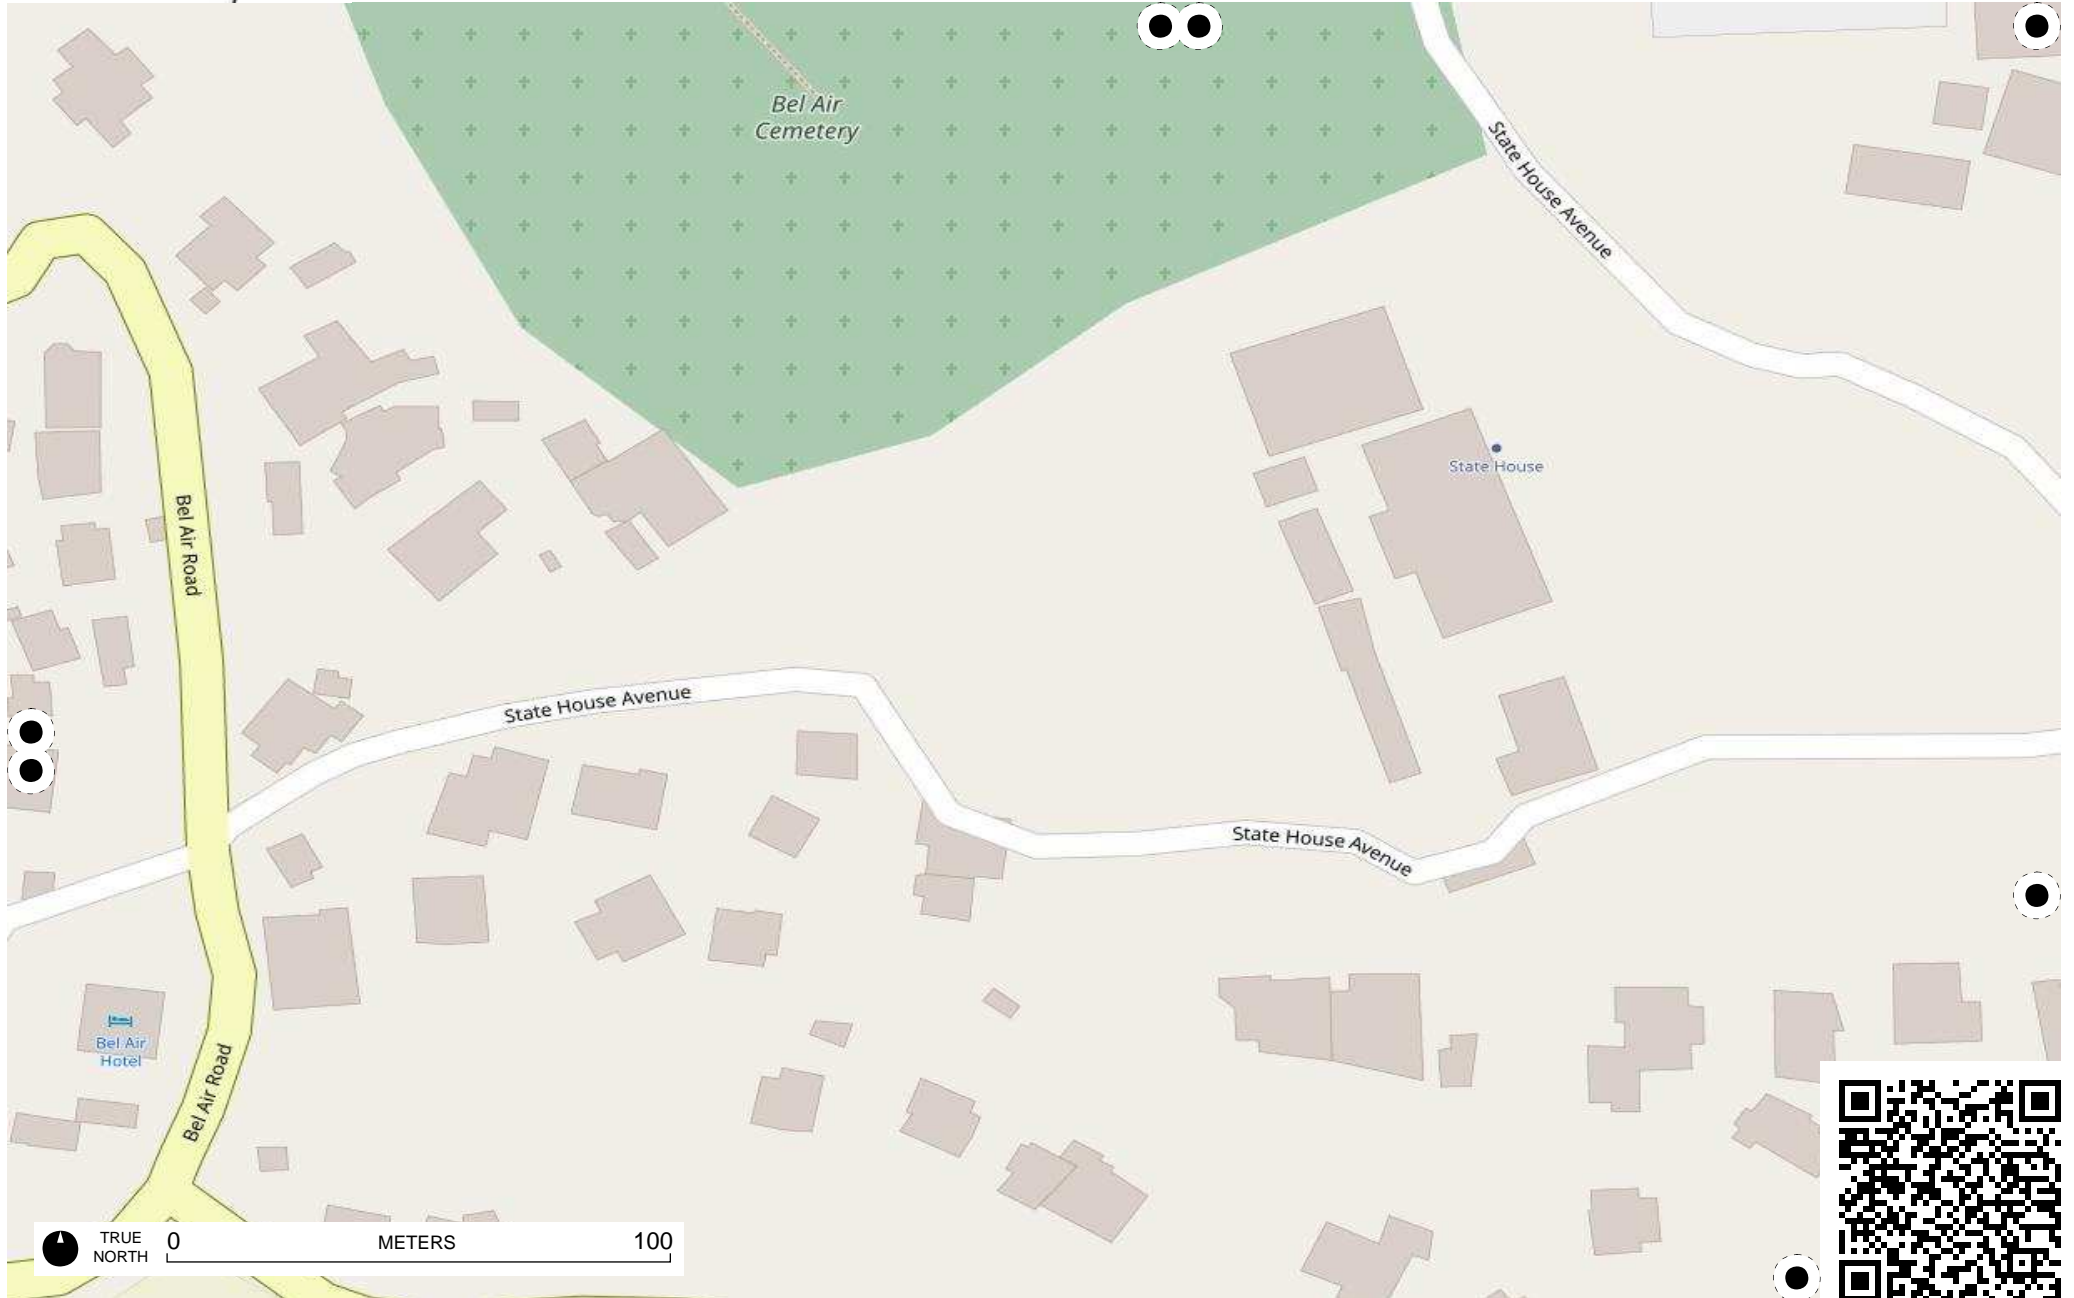 Bel Air
Cemetery
State House Avenue
State House
Bel Air Road
State House Avenue
State House Avenue
Bel Air
Hotel
Bel Air Road
TRUE
NORTH
0
METERS
100